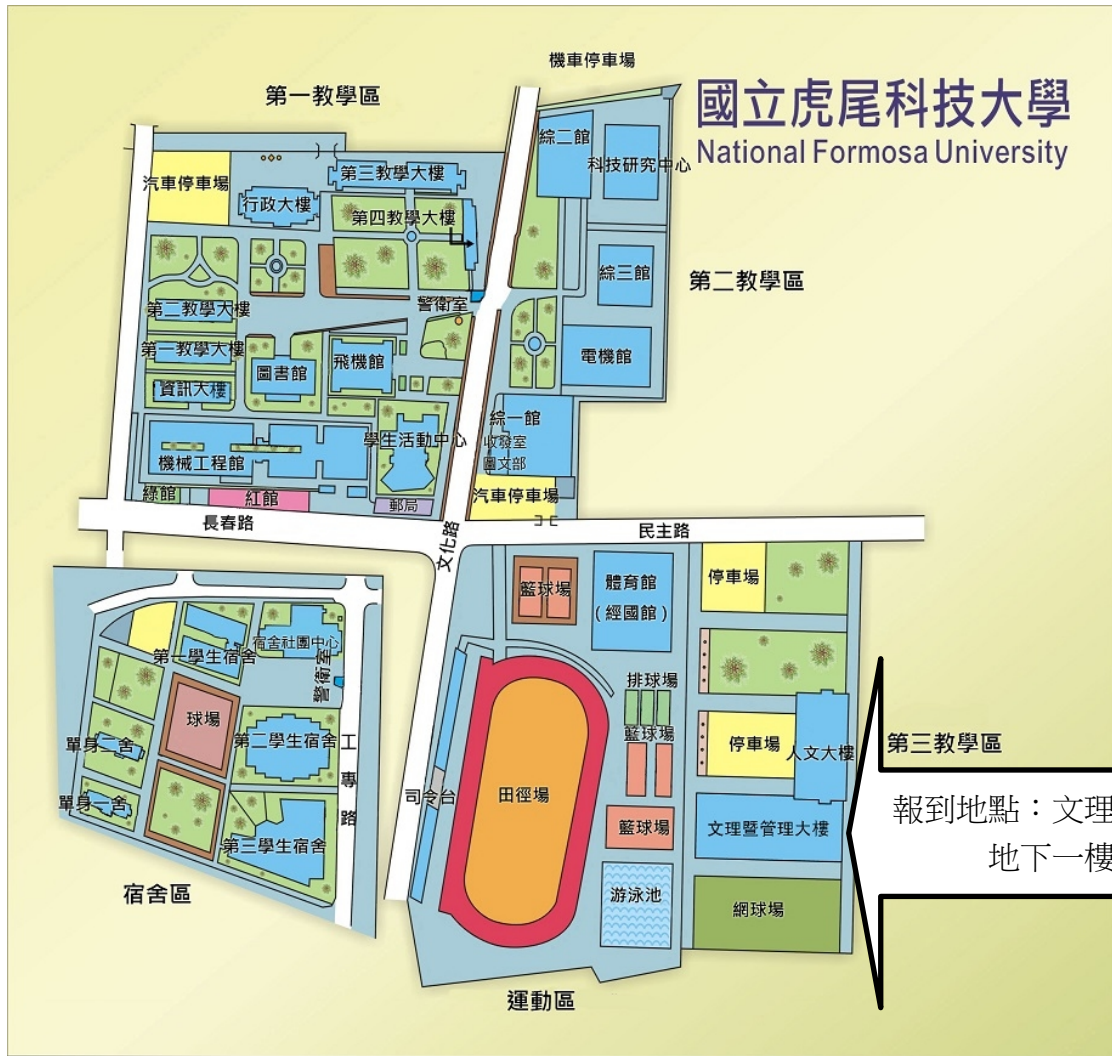 機車停車場
第一教學區
國立虎尾科技大學
National Formosa University
綜二館
科技研究中心
第三教學大樓
汽車停車場
行政大樓
第四教學大樓
綜三館
第二教學區
警衛室
第二教學大樓
第一教學大樓
圖書館
飛機館
電機館
資訊大樓
綜一館
收發室
圖文部
學生活動中心
機械工程館
綠館
紅館
郵局
汽車停車場
長春路
文化路
民主路
籃球場
體育館
(經國館)
停車場
宿舍社團中心
第一學生宿舍
警衛室
排球場
球場
單身二舍
第二學生宿舍
籃球場
停車場
人文大樓
第三教學區
工專路
單身一舍
司令台
田徑場
籃球場
文理暨管理大樓
報到地點：文理
地下一樓
第三學生宿舍
宿舍區
游泳池
網球場
運動區